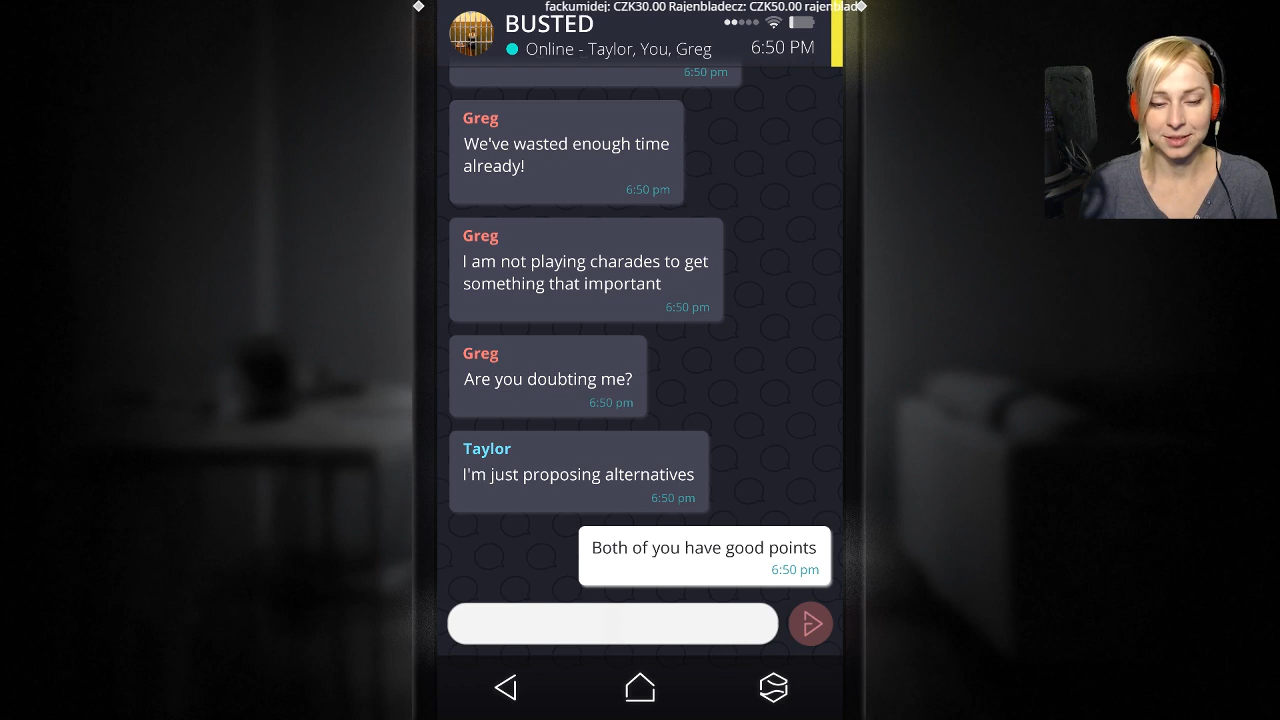 fackumidej: CZK30.00 Rajenbladecz: CZK50.00 rajenblad
BUSTED
Online - Taylor, You, Greg
6:50 PM
6:50 pm
Greg
We've wasted enough time
already!
6:50 pm
Greg
I am not playing charades to get
something that important
6:50 pm
Greg
Are you doubting me?
6:50 pm
Taylor
I'm just proposing alternatives
6:50 pm
Both of you have good points
6:50 pm